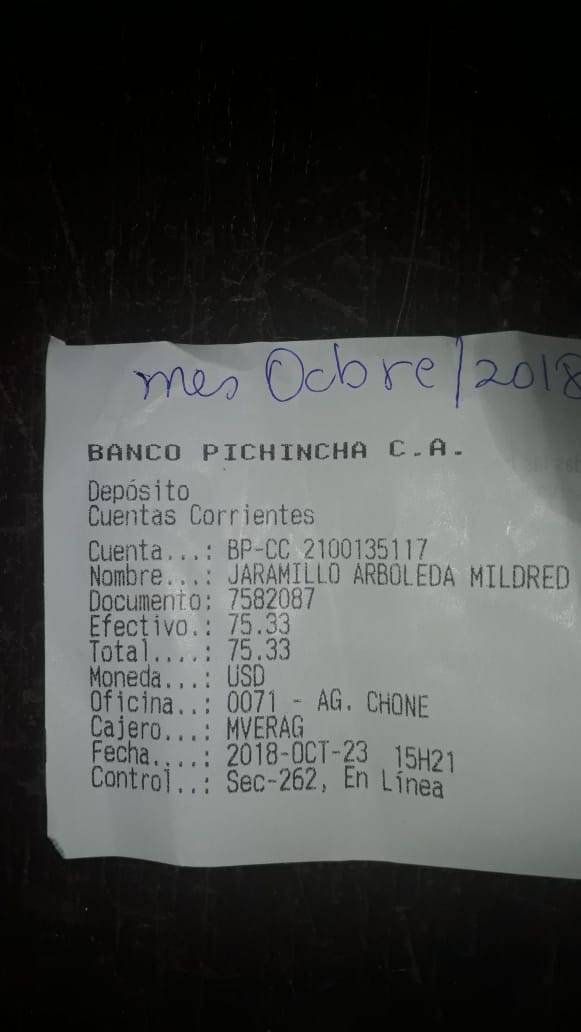 mes Ocbre/2018
BANCO PICHINCHA C.A.
Depósito
Cuentas Corrientes
Cuenta...: BP-CC 2100135117
Nombre...: JARAMILLO ARBOLEDA MILDRED
Documento: 7582087
Efectivo.: 75.33
Total....: 75.33
Moneda...: USD
Oficina..: 0071 - AG. CHONE
Cajero...: MVERAG
Fecha....: 2018-OCT-23 15H21
Control..: Sec-262, En Línea